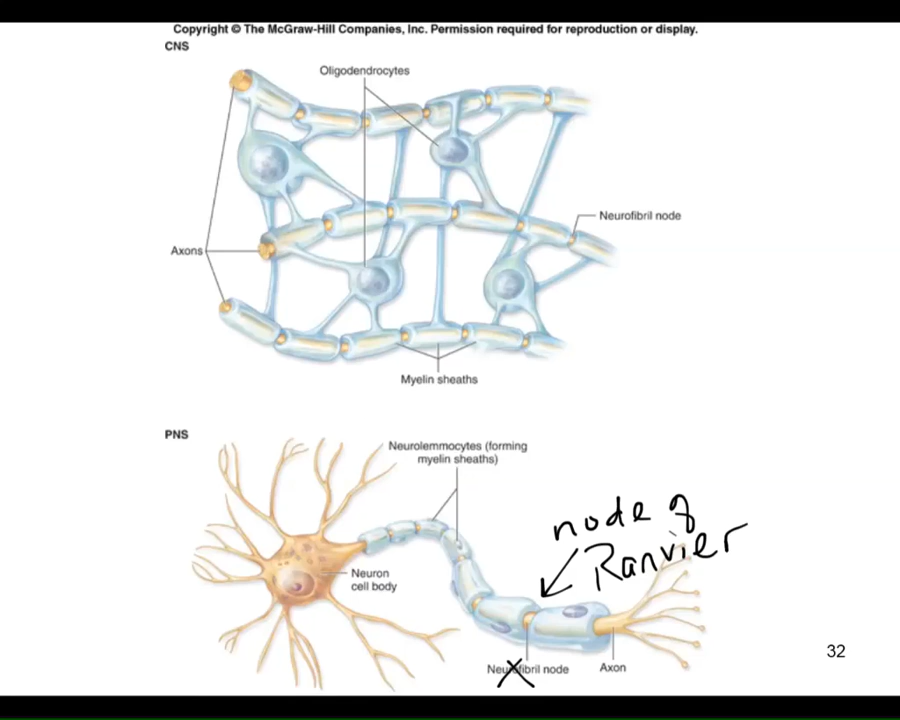 Copyright © The McGraw-Hill Companies, Inc. Permission required for reproduction or display.
CNS
Oligodendrocytes
Neurofibril node
Axons
Myelin sheaths
PNS
Neurolemmocytes (forming
myelin sheaths)
node of
Ranvier
Neuron
cell body
Neurofibril node
Axon
32